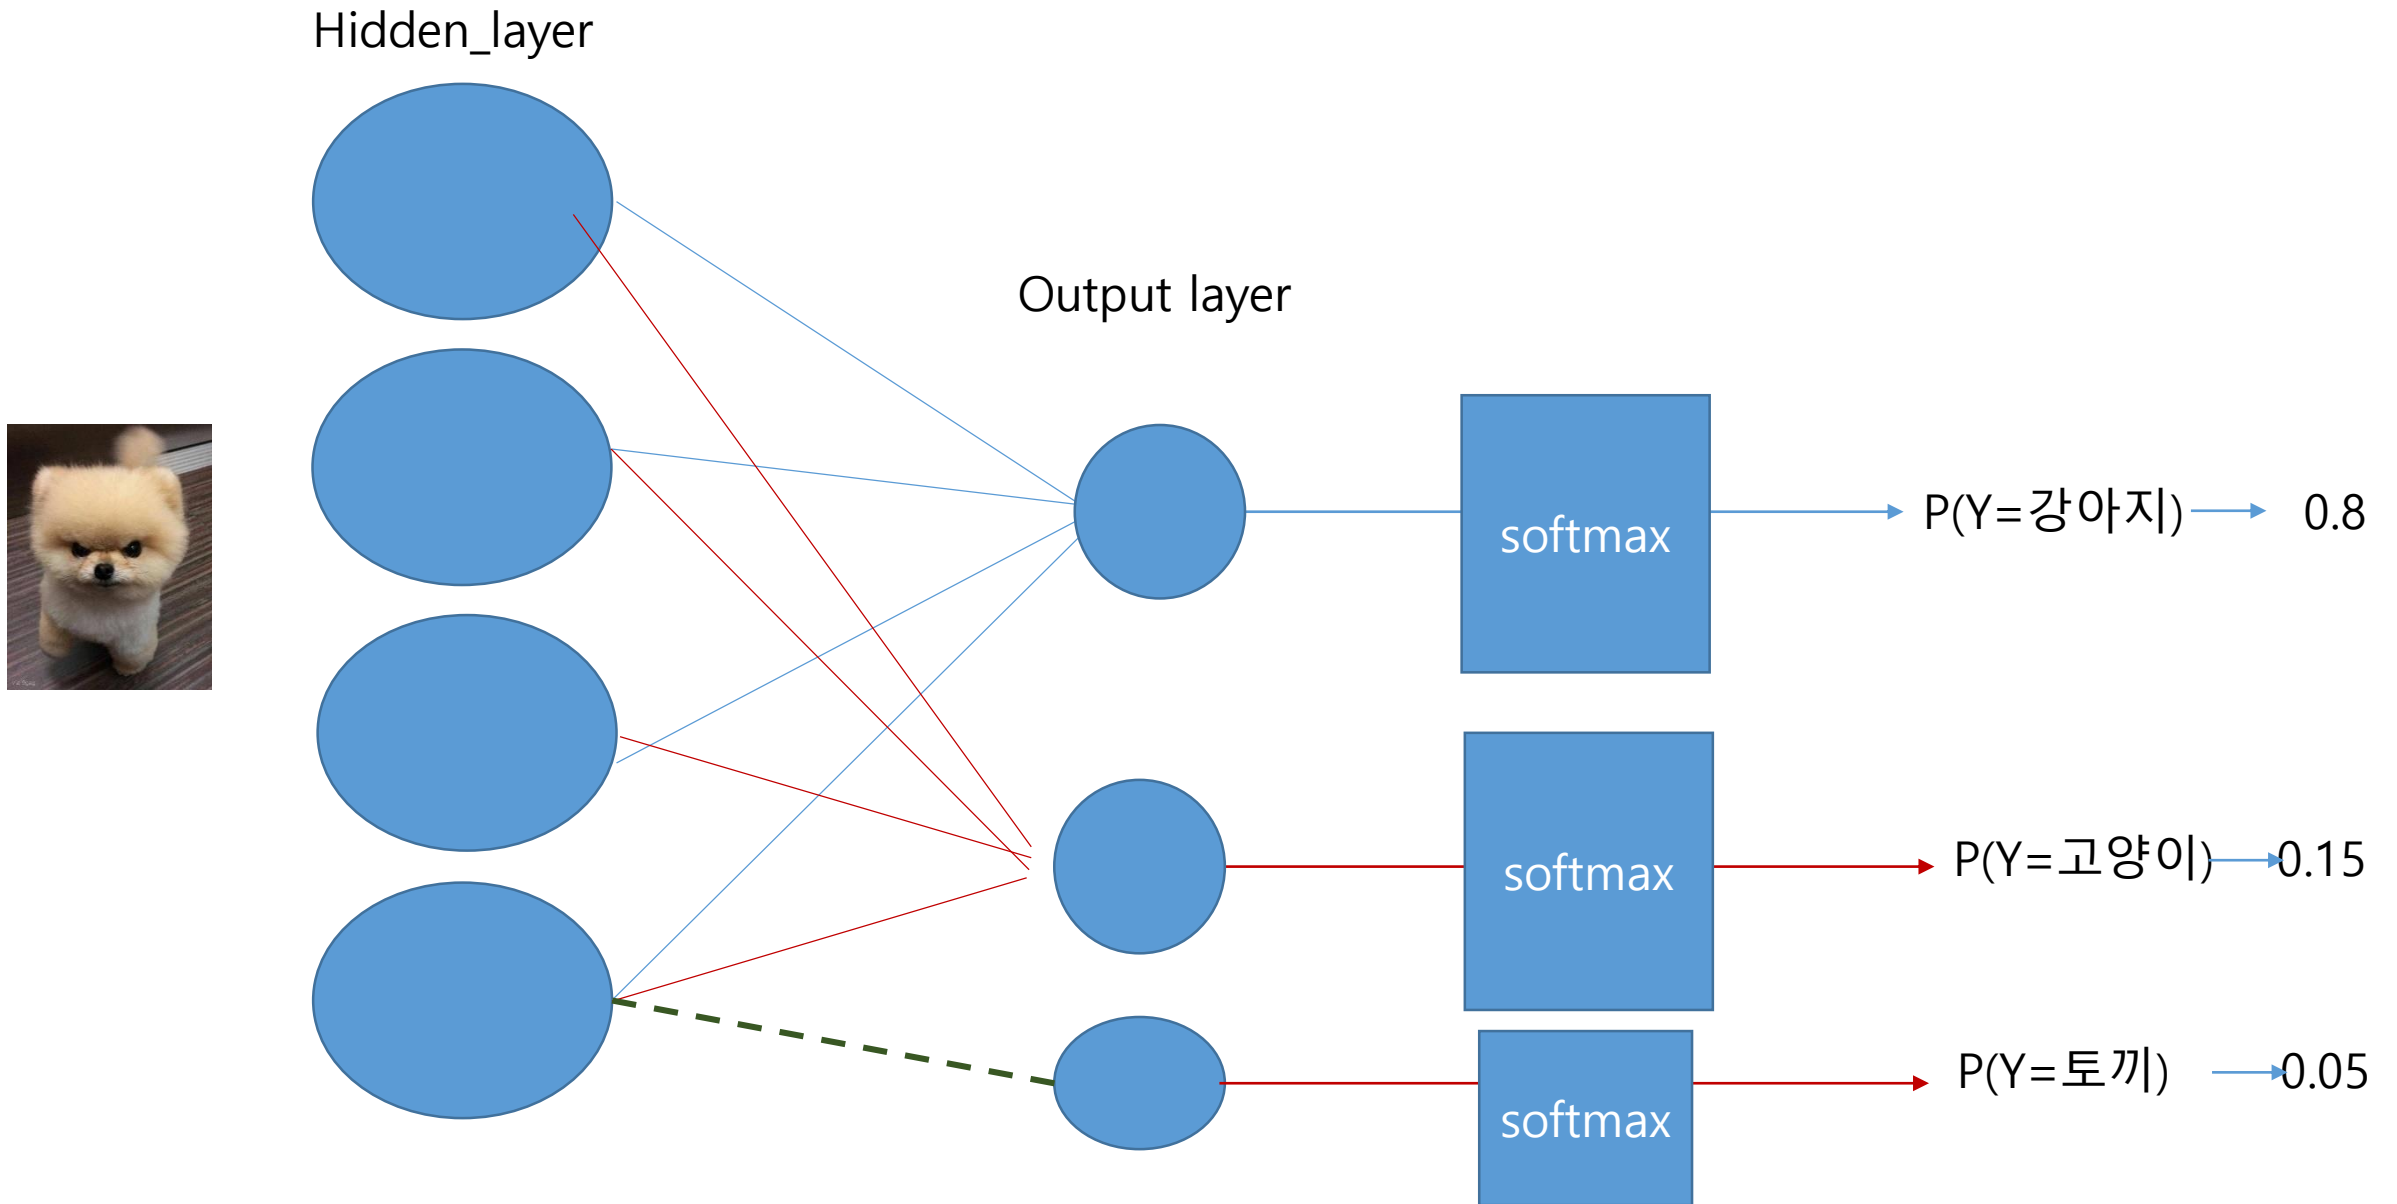 Hidden_layer
Output layer
softmax
P(Y=강아지)
0.8
softmax
P(Y=고양이)
0.15
softmax
P(Y=토끼)
0.05